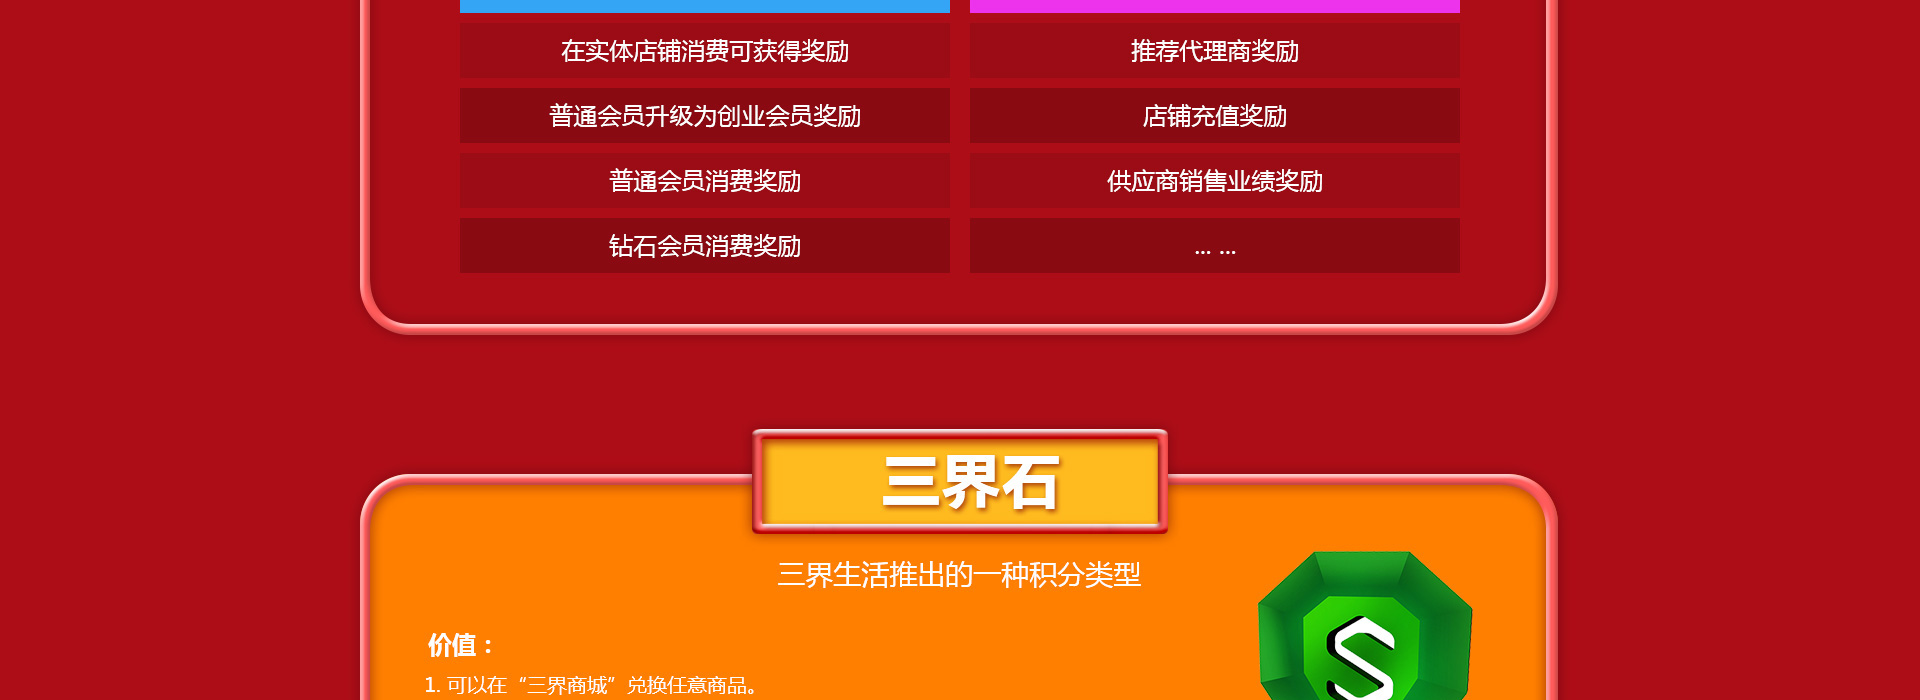 在实体店铺消费可获得奖励
推荐代理商奖励
普通会员升级为创业会员奖励
店铺充值奖励
普通会员消费奖励
供应商销售业绩奖励
钻石会员消费奖励
... ...
三界石
三界生活推出的一种积分类型
价值：
1. 可以在“三界商城”兑换任意商品。